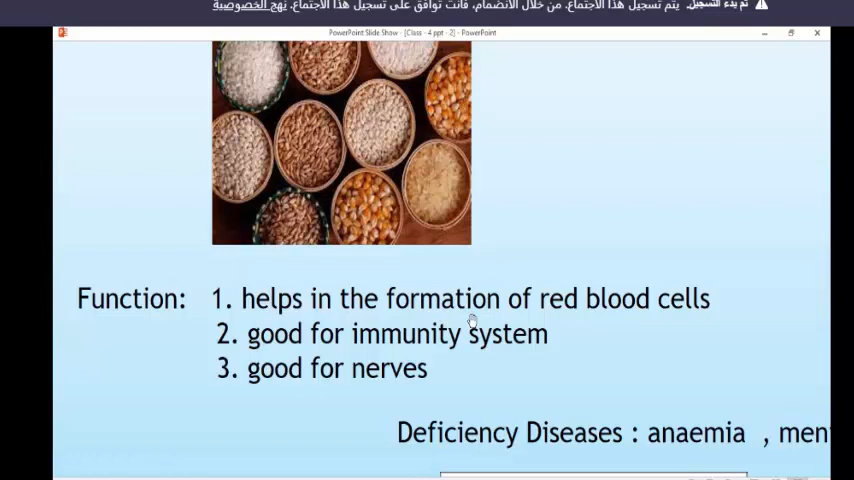 تم بدء التسجيل. يتم تسجيل هذا الاجتماع. من خلال الانضمام، فأنت توافق على تسجيل هذا الاجتماع. نهج الخصوصية
PowerPoint Slide Show - [Class - 4 ppt - 2] - PowerPoint
Function: 1. helps in the formation of red blood cells
2. good for immunity system
3. good for nerves
Deficiency Diseases : anaemia , men